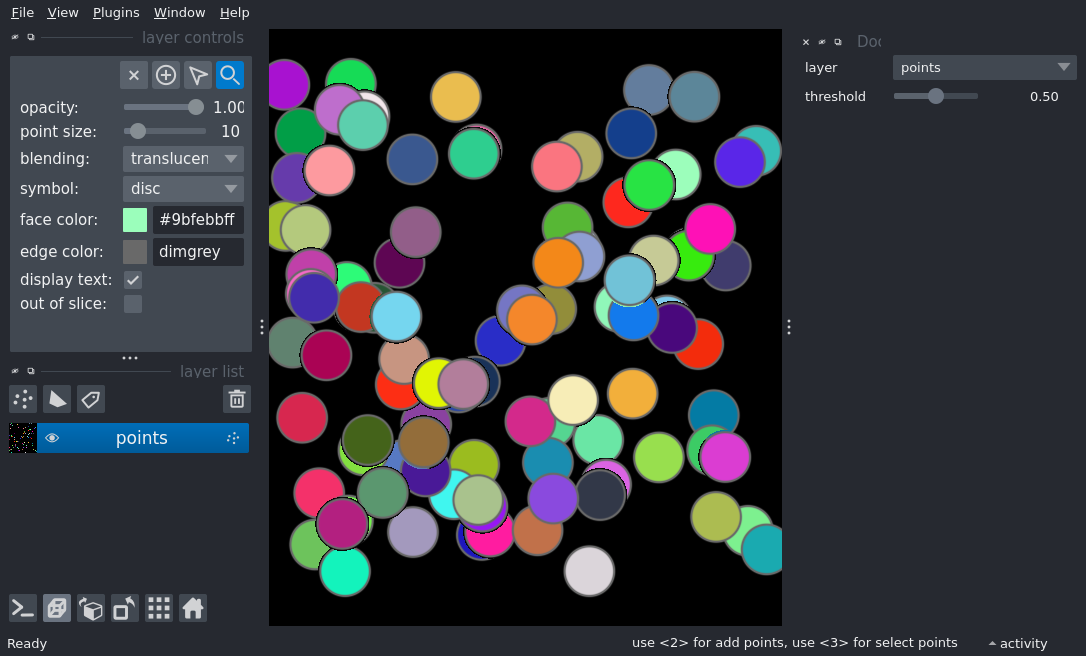 File View Plugins Window Help
layer controls
opacity: 1.00
point size: 10
blending: translucen
symbol: disc
face color: #9bfebbff
edge color: dimgrey
display text:
out of slice:
layer list
points
Doc
layer points
threshold 0.50
Ready
use <2> for add points, use <3> for select points
activity